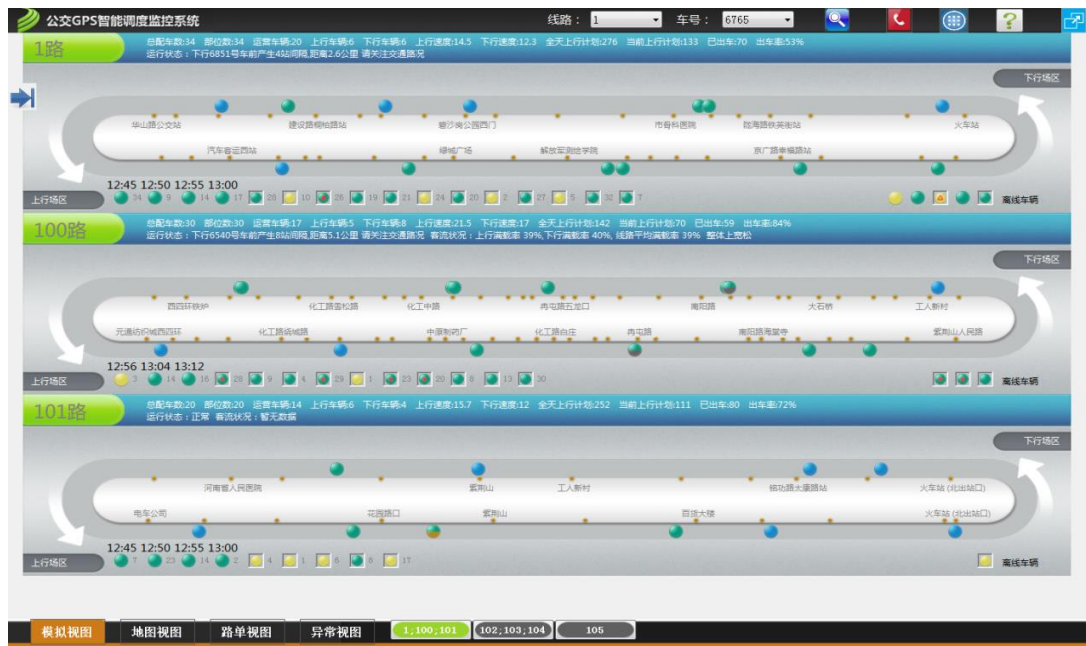 公交GPS智能调度监控系统 线路： 1 车号： 6765
1路
总配车数:34 部位数:34 运营车辆:20 上行车辆:6 下行车辆:6 上行速度:14.5 下行速度:12.3 全天上行计划:276 当前上行计划:133 已出车:70 出车率:53%
运行状态：下行6851号车前产生4站间隔,距离2.6公里 请关注交通路况
下行场区
华山路公交站 建设路桐柏路站 碧沙岗公园西门 市骨科医院 陇海路铁英街站 火车站
汽车客运西站 绿城广场 解放军测绘学院 京广路幸福路站
12:45 12:50 12:55 13:00
上行场区 34 9 14 17 28 10 26 19 21 24 20 2 27 5 32 7 离线车辆
100路
总配车数:30 部位数:30 运营车辆:17 上行车辆:5 下行车辆:8 上行速度:21.5 下行速度:17 全天上行计划:142 当前上行计划:70 已出车:59 出车率:84%
运行状态：下行6540号车前产生8站间隔,距离5.1公里 请关注交通路况 客流状况：上行满载率 39%,下行满载率 40%, 线路平均满载率 39% 整体上宽松
下行场区
西四环铁炉 化工路雪松路 化工中路 冉屯路五龙口 南阳路 大石桥 工人新村
元通纺织城西四环 化工路瓷城路 中原制药厂 化工路白庄 冉屯路 南阳路海棠寺 紫荆山人民路
12:56 13:04 13:12
上行场区 3 14 16 28 9 4 29 1 23 20 8 13 30 离线车辆
101路
总配车数:20 部位数:20 运营车辆:14 上行车辆:6 下行车辆:4 上行速度:15.7 下行速度:12 全天上行计划:252 当前上行计划:111 已出车:80 出车率:72%
运行状态：正常 客流状况：暂无数据
下行场区
河南省人民医院 紫荆山 工人新村 铭功路太康路站 火车站 (北出站口)
电车公司 花园路口 紫荆山 百货大楼 火车站 (北出站口)
12:45 12:50 12:55 13:00
上行场区 7 23 14 2 4 1 6 6 17 离线车辆
模拟视图 地图视图 路单视图 异常视图 1;100;101 102;103;104 105